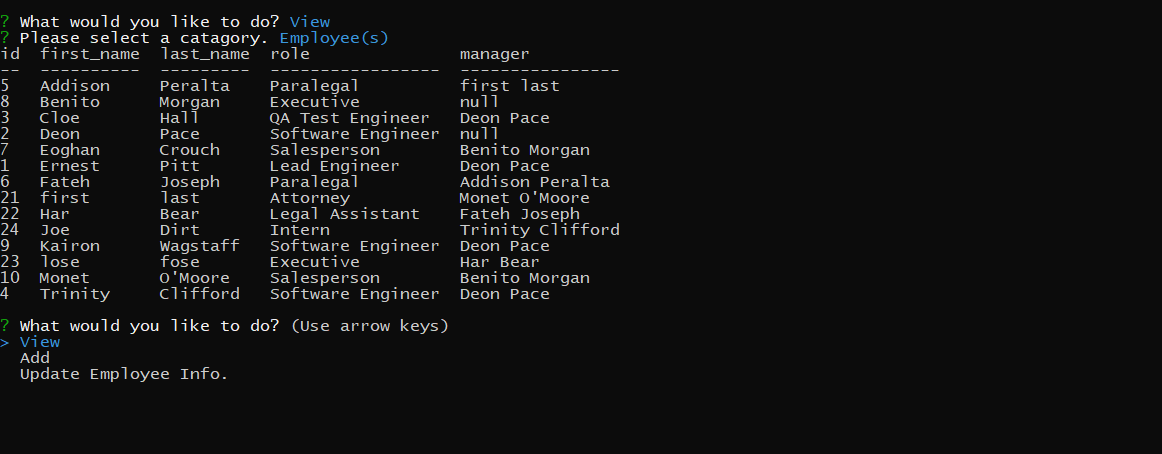 ? What would you like to do? View
? Please select a catagory. Employee(s)
id  first_name  last_name  role               manager
--  ----------  ---------  -----------------  ----------------
5   Addison     Peralta    Paralegal          first last
8   Benito      Morgan     Executive          null
3   Cloe        Hall       QA Test Engineer   Deon Pace
2   Deon        Pace       Software Engineer  null
7   Eoghan      Crouch     Salesperson        Benito Morgan
1   Ernest      Pitt       Lead Engineer      Deon Pace
6   Fateh       Joseph     Paralegal          Addison Peralta
21  first       last       Attorney           Monet O'Moore
22  Har         Bear       Legal Assistant    Fateh Joseph
24  Joe         Dirt       Intern             Trinity Clifford
9   Kairon      Wagstaff   Software Engineer  Deon Pace
23  lose        fose       Executive          Har Bear
10  Monet       O'Moore    Salesperson        Benito Morgan
4   Trinity     Clifford   Software Engineer  Deon Pace
? What would you like to do? (Use arrow keys)
> View
  Add
  Update Employee Info.